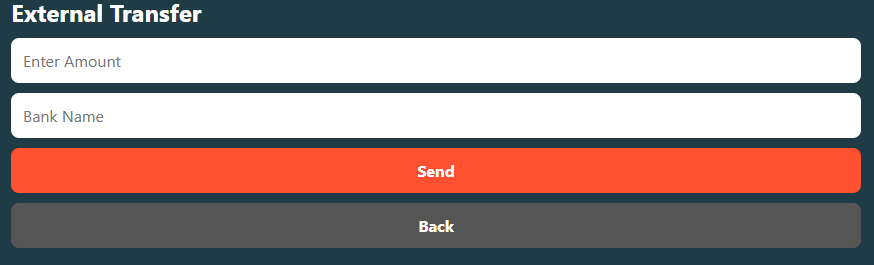 External Transfer
Enter Amount
Bank Name
Send
Back